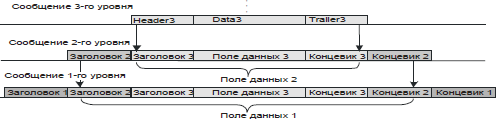 Сообщение 3-го уровня
Header3 Data3 Trailer3
Сообщение 2-го уровня
Заголовок 2 Заголовок 3 Поле данных 3 Концевик 3 Концевик 2
Поле данных 2
Сообщение 1-го уровня
Заголовок 1 Заголовок 2 Заголовок 3 Поле данных 3 Концевик 3 Концевик 2 Концевик 1
Поле данных 1